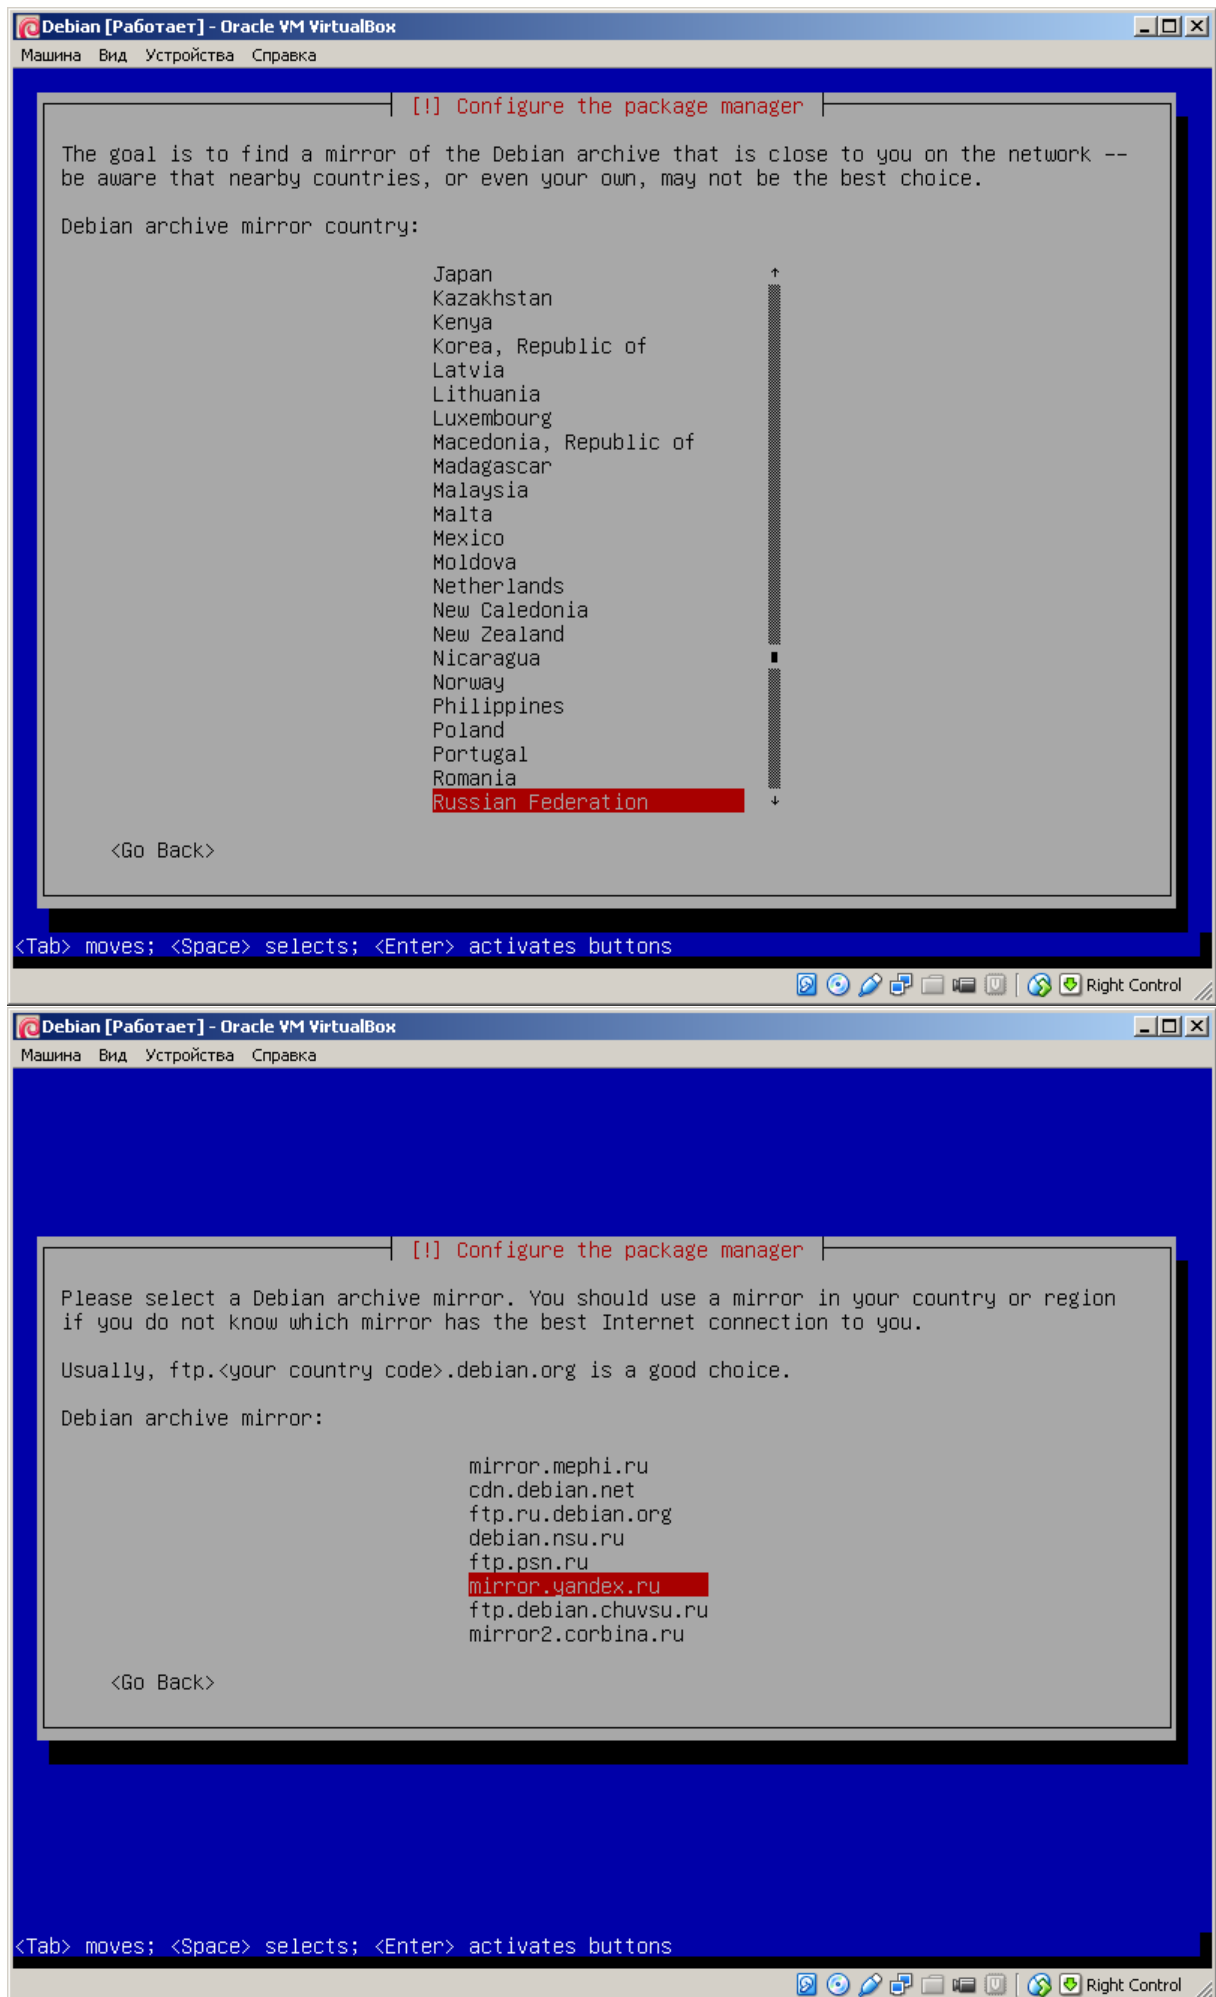 Debian [Работает] - Oracle VM VirtualBox
Машина Вид Устройства Справка
[!] Configure the package manager
The goal is to find a mirror of the Debian archive that is close to you on the network --
be aware that nearby countries, or even your own, may not be the best choice.
Debian archive mirror country:
Japan
Kazakhstan
Kenya
Korea, Republic of
Latvia
Lithuania
Luxembourg
Macedonia, Republic of
Madagascar
Malaysia
Malta
Mexico
Moldova
Netherlands
New Caledonia
New Zealand
Nicaragua
Norway
Philippines
Poland
Portugal
Romania
Russian Federation
<Go Back>
<Tab> moves; <Space> selects; <Enter> activates buttons
Right Control
Debian [Работает] - Oracle VM VirtualBox
Машина Вид Устройства Справка
[!] Configure the package manager
Please select a Debian archive mirror. You should use a mirror in your country or region
if you do not know which mirror has the best Internet connection to you.
Usually, ftp.<your country code>.debian.org is a good choice.
Debian archive mirror:
mirror.mephi.ru
cdn.debian.net
ftp.ru.debian.org
debian.nsu.ru
ftp.psn.ru
mirror.yandex.ru
ftp.debian.chuvsu.ru
mirror2.corbina.ru
<Go Back>
<Tab> moves; <Space> selects; <Enter> activates buttons
Right Control